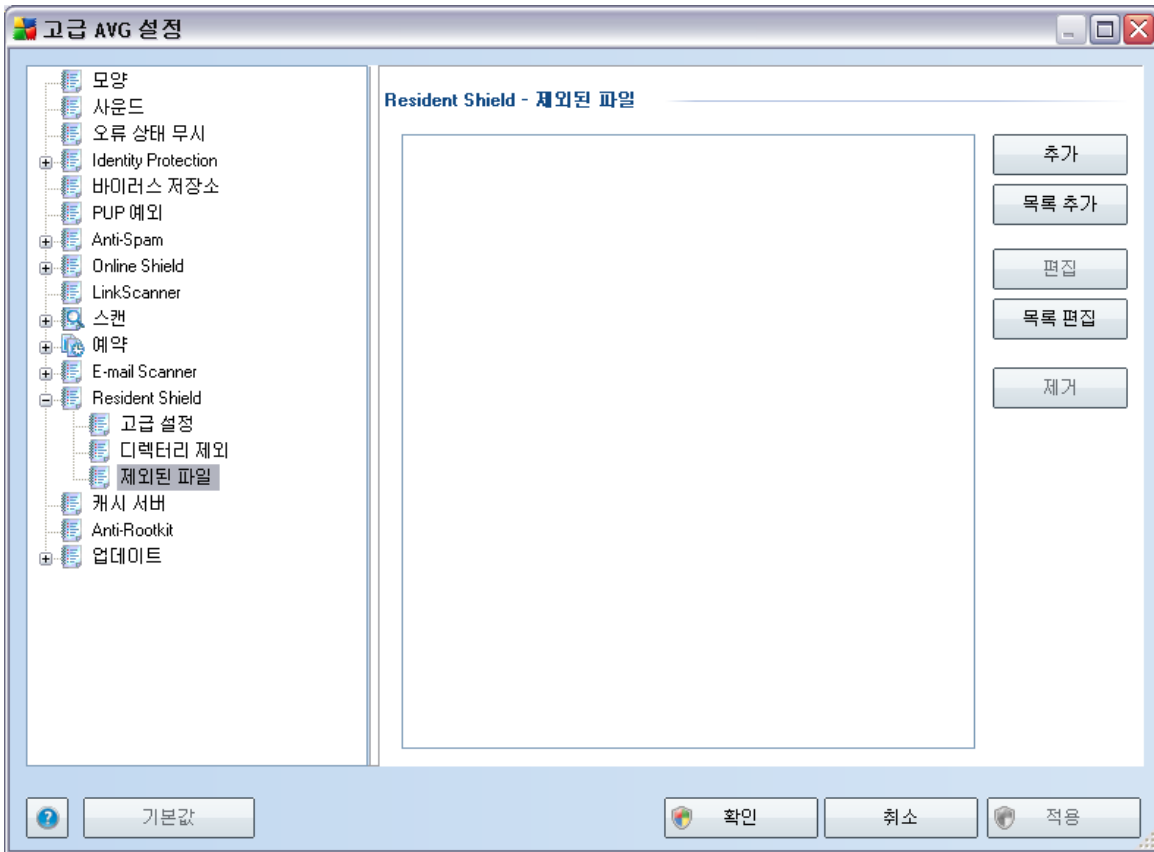 고급 AVG 설정
모양
사운드
오류 상태 무시
Identity Protection
바이러스 저장소
PUP 예외
Anti-Spam
Online Shield
LinkScanner
스캔
예약
E-mail Scanner
Resident Shield
고급 설정
디렉터리 제외
제외된 파일
캐시 서버
Anti-Rootkit
업데이트
Resident Shield - 제외된 파일
추가
목록 추가
편집
목록 편집
제거
기본값
확인
취소
적용